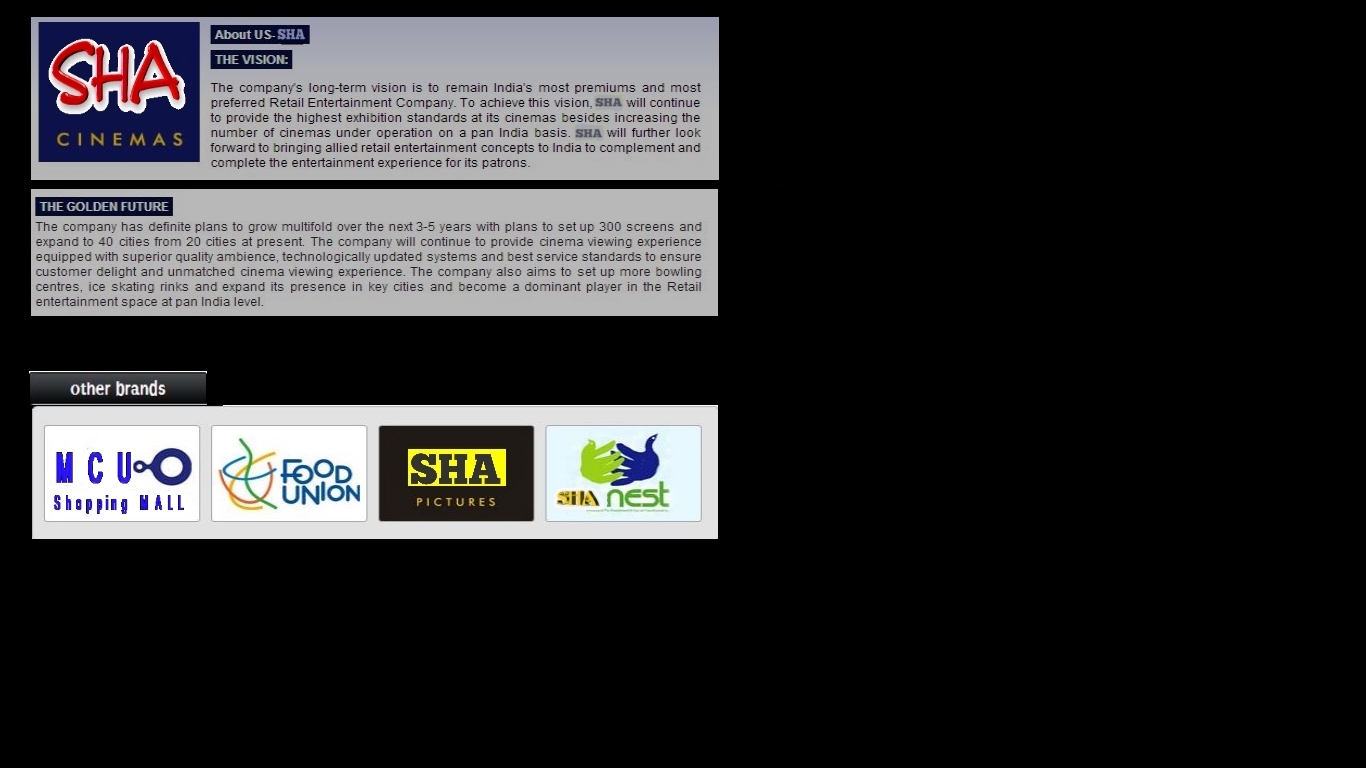 SHA
CINEMAS
About US- SHA
THE VISION:
The company's long-term vision is to remain India's most premiums and most
preferred Retail Entertainment Company. To achieve this vision, SHA will continue
to provide the highest exhibition standards at its cinemas besides increasing the
number of cinemas under operation on a pan India basis. SHA will further look
forward to bringing allied retail entertainment concepts to India to complement and
complete the entertainment experience for its patrons.
THE GOLDEN FUTURE
The company has definite plans to grow multifold over the next 3-5 years with plans to set up 300 screens and
expand to 40 cities from 20 cities at present. The company will continue to provide cinema viewing experience
equipped with superior quality ambience, technologically updated systems and best service standards to ensure
customer delight and unmatched cinema viewing experience. The company also aims to set up more bowling
centres, ice skating rinks and expand its presence in key cities and become a dominant player in the Retail
entertainment space at pan India level.
other brands
MCU
Shopping MALL
FOOD
UNION
SHA
PICTURES
SHA nest